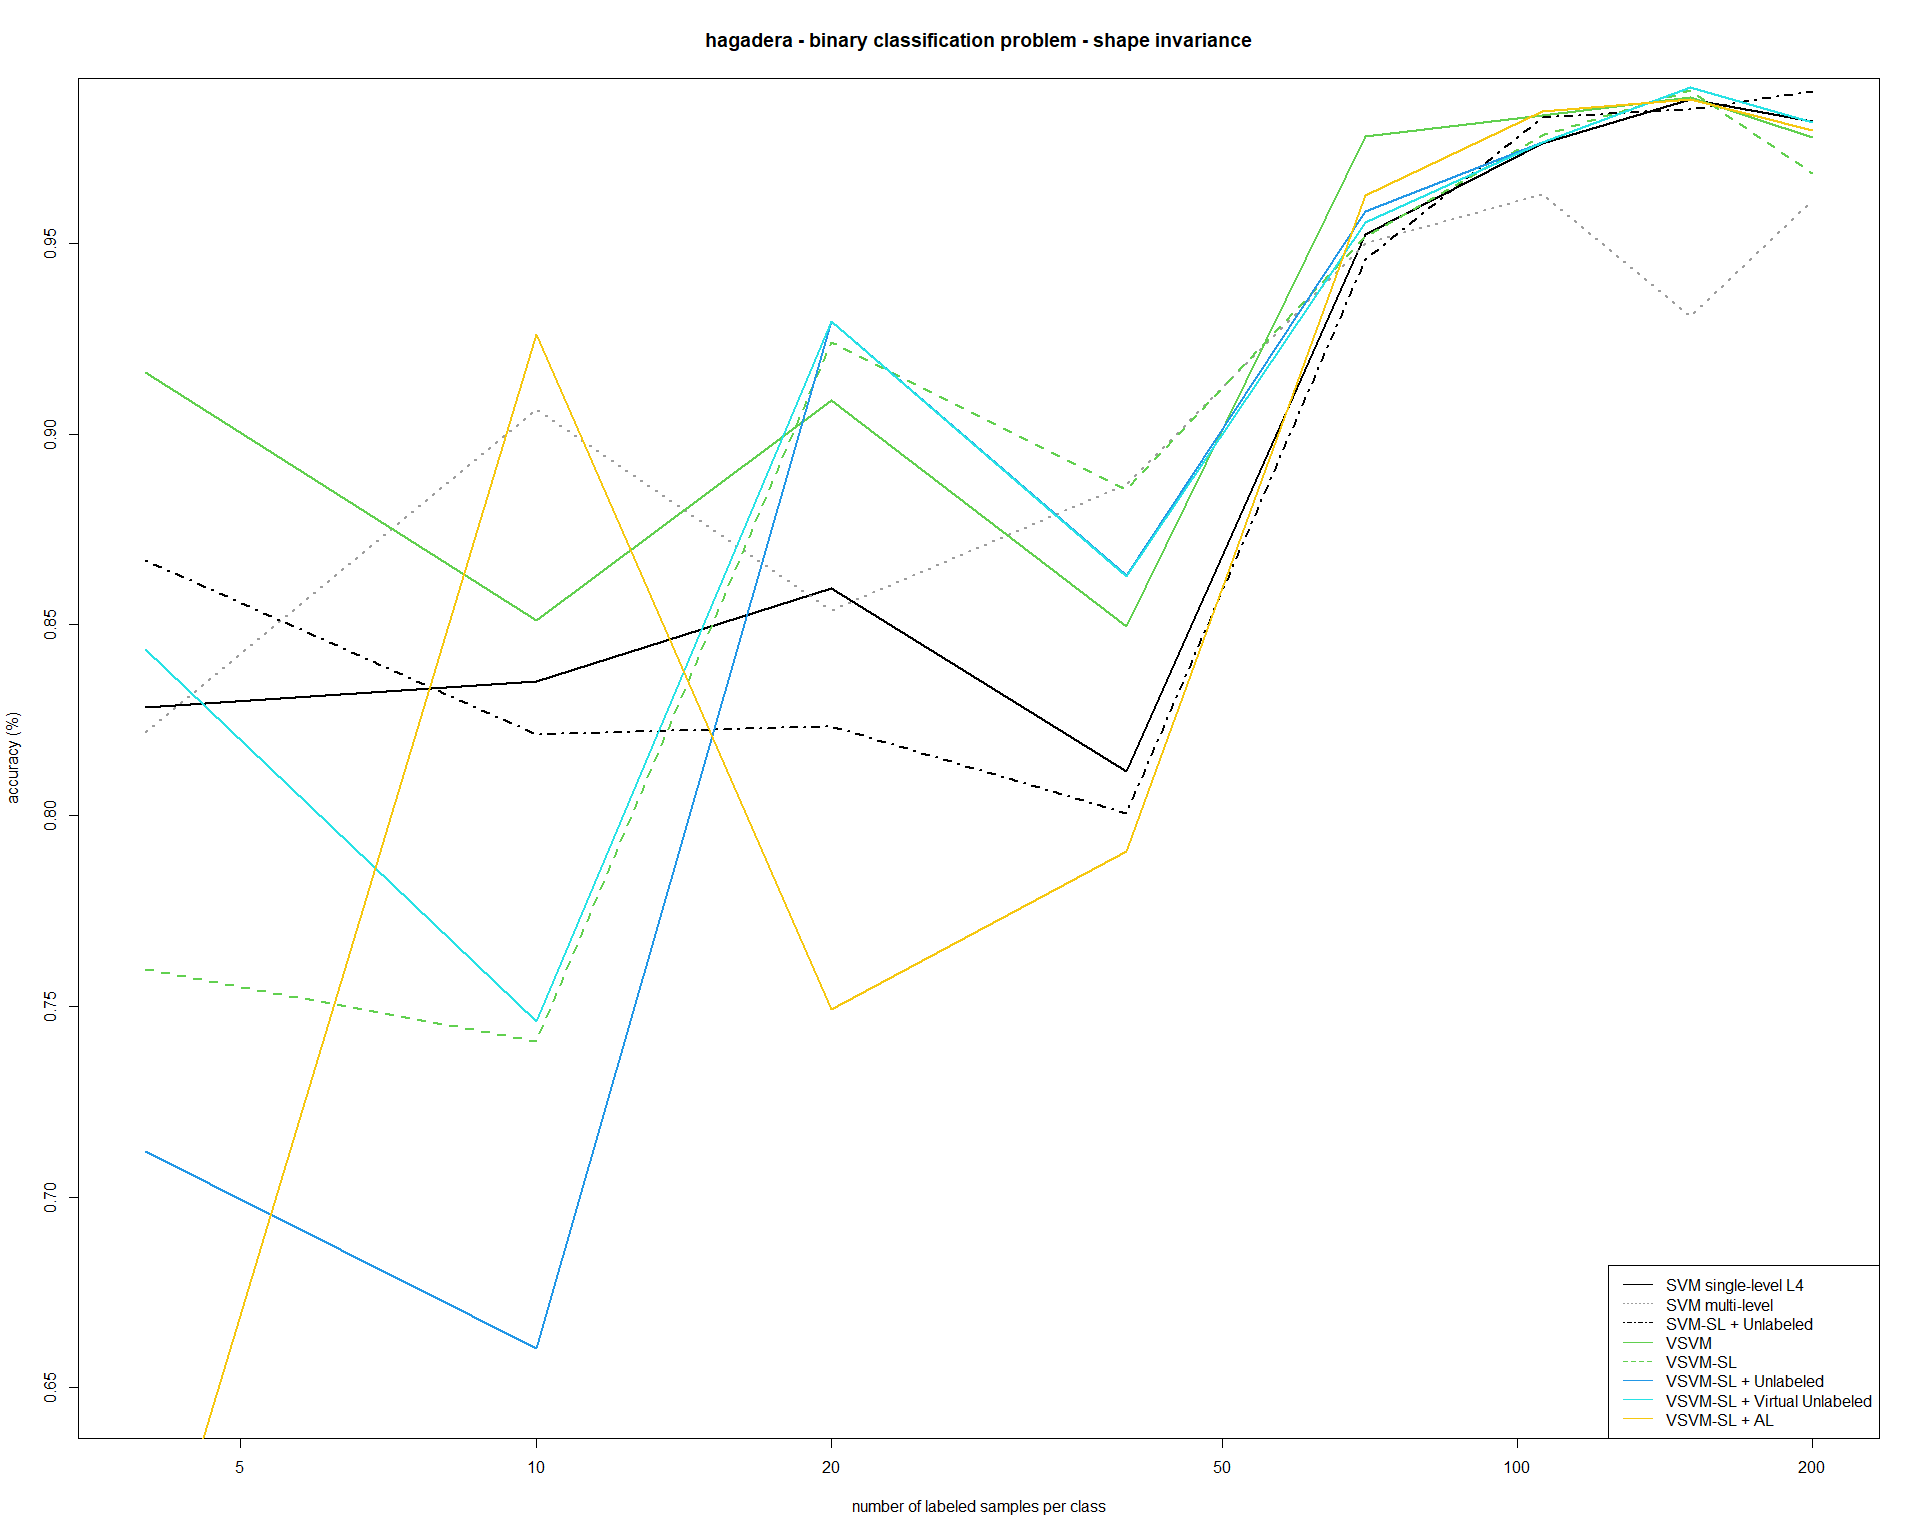 hagadera - binary classification problem - shape invariance
accuracy (%)
0.95
0.90
0.85
0.80
0.75
0.70
0.65
5 10 20 50 100 200
number of labeled samples per class
SVM single-level L4
SVM multi-level
SVM-SL + Unlabeled
VSVM
VSVM-SL
VSVM-SL + Unlabeled
VSVM-SL + Virtual Unlabeled
VSVM-SL + AL